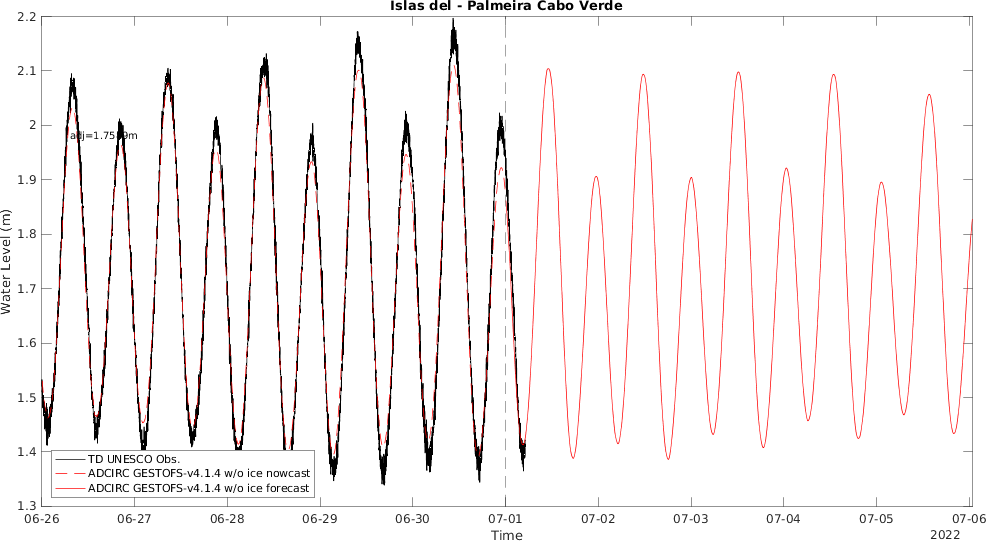 Islas del - Palmeira Cabo Verde
2.2
2.1
2
1.9
1.8
1.7
1.6
1.5
1.4
1.3
Water Level (m)
adj=1.7589m
TD UNESCO Obs.
ADCIRC GESTOFS-v4.1.4 w/o ice nowcast
ADCIRC GESTOFS-v4.1.4 w/o ice forecast
06-26 06-27 06-28 06-29 06-30 07-01 07-02 07-03 07-04 07-05 07-06
Time
2022